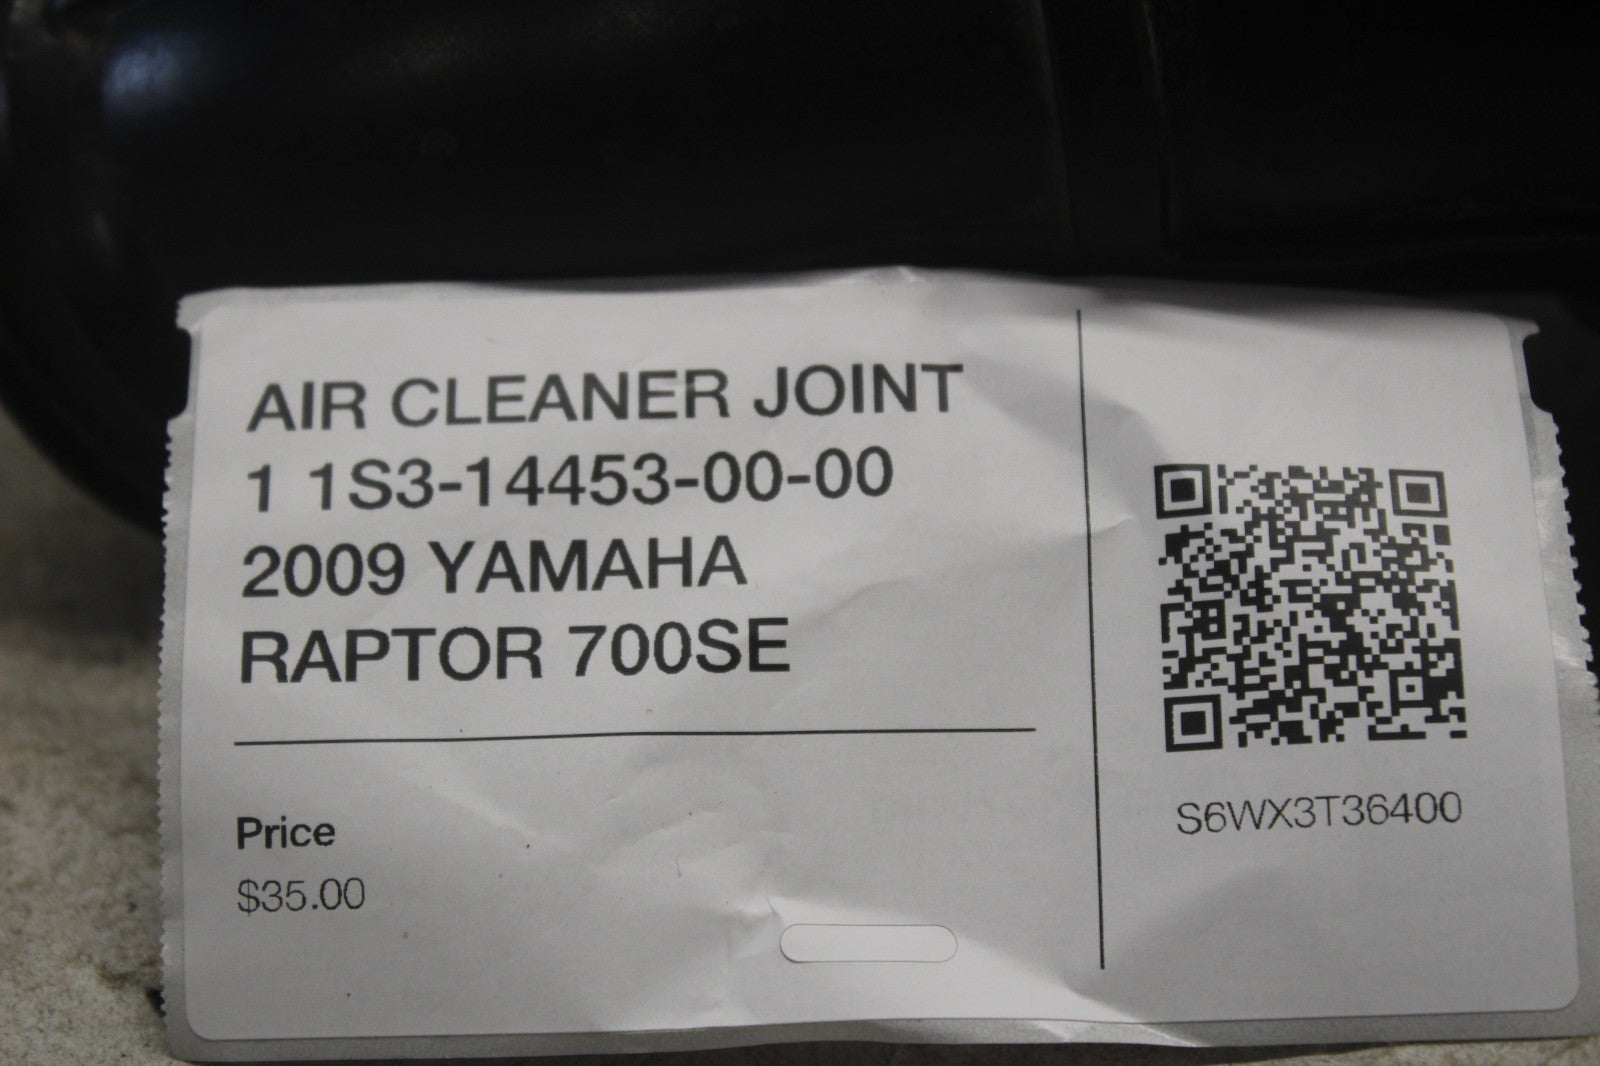 AIR CLEANER JOINT
1 1S3-14453-00-00
2009 YAMAHA
RAPTOR 700SE
Price
$35.00
S6WX3T36400